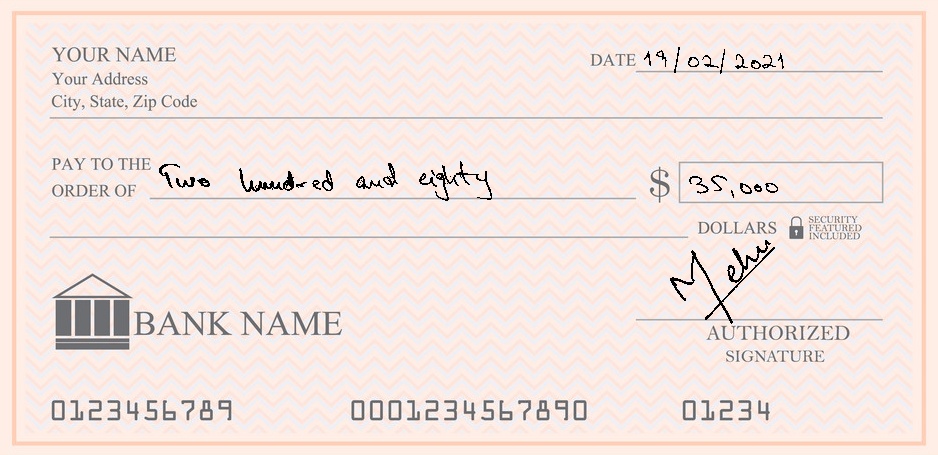 YOUR NAME
Your Address
City, State, Zip Code
DATE 19/02/2021
PAY TO THE
ORDER OF Two hundred and eighty $ 35,000
DOLLARS
SECURITY
FEATURED
INCLUDED
BANK NAME
AUTHORIZED
SIGNATURE
0123456789 0001234567890 01234